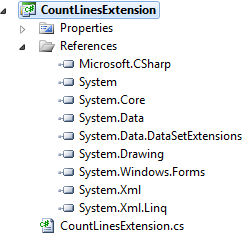 CountLinesExtension
Properties
References
Microsoft.CSharp
System
System.Core
System.Data
System.Data.DataSetExtensions
System.Drawing
System.Windows.Forms
System.Xml
System.Xml.Linq
CountLinesExtension.cs